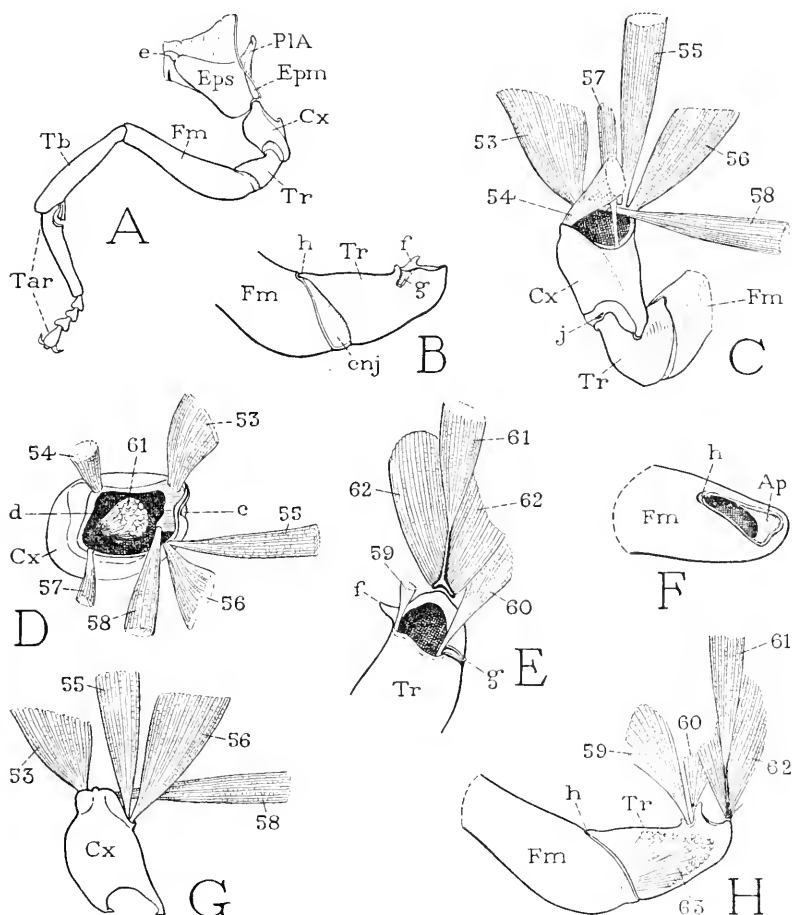 PlA
e
Eps
Epm
Cx
Fm
Tb
Tr
A
Tar
55
57
53
56
54
58
Cx
Fm
j
Tr
C
h
Tr
f
g
Fm
cnj
B
53
54
61
d
c
Cx
55
57
56
58
D
61
62
62
59
f
60
g
Tr
E
h
Ap
Fm
F
55
53
56
58
Cx
G
61
60
59
62
h
Tr
Fm
63
H